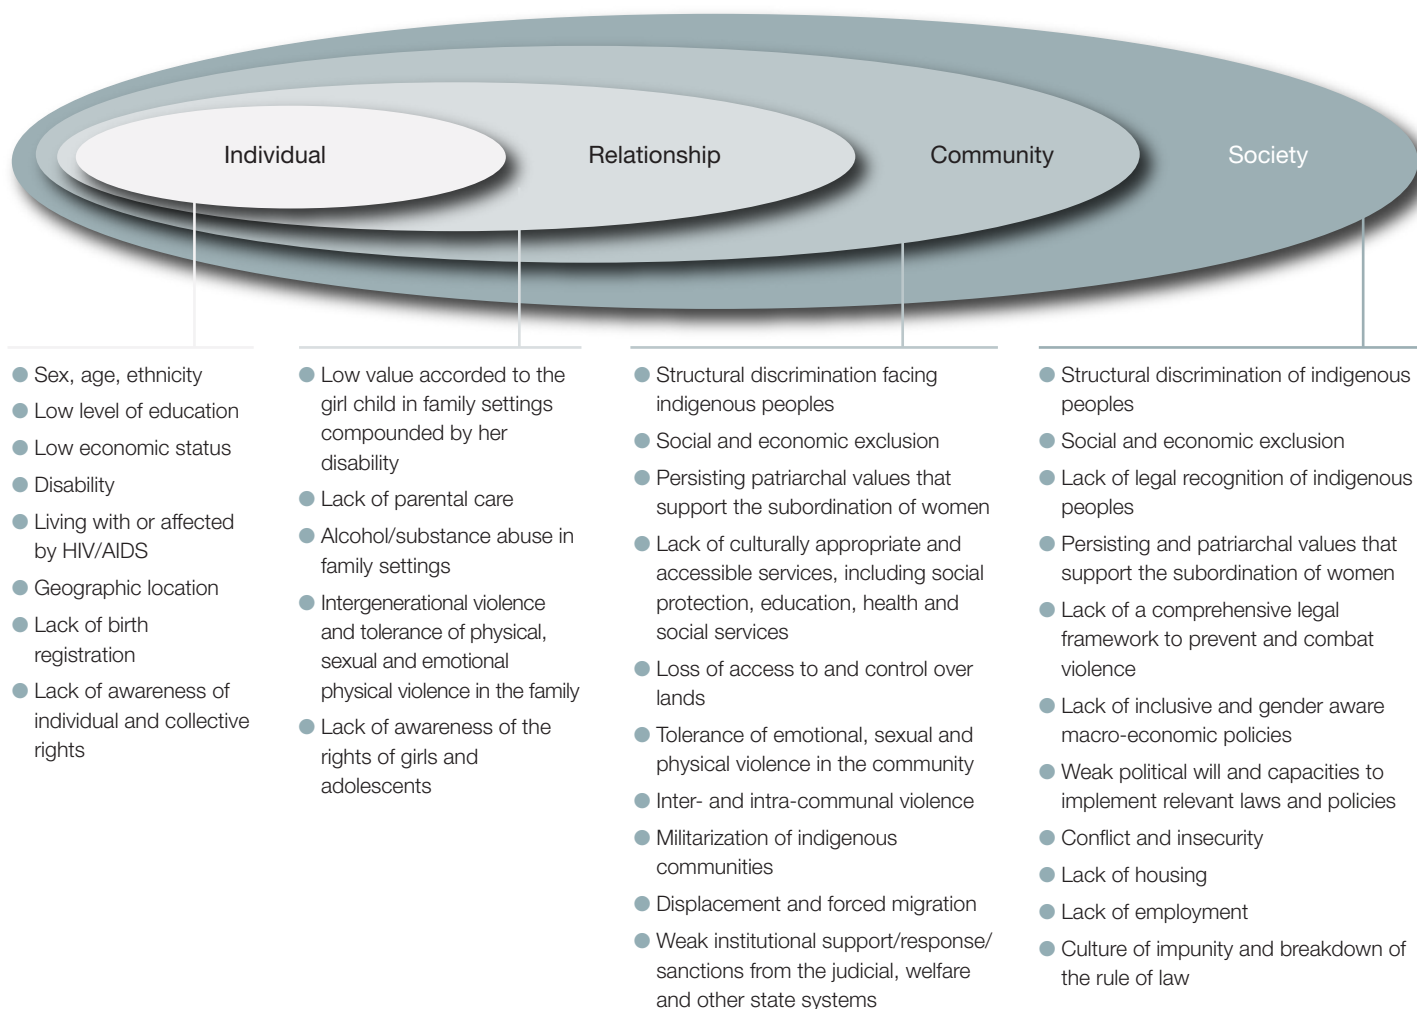 Individual
Relationship
Community
Society
Sex, age, ethnicity
Low level of education
Low economic status
Disability
Living with or affected
by HIV/AIDS
Geographic location
Lack of birth
registration
Lack of awareness of
individual and collective
rights
Low value accorded to the
girl child in family settings
compounded by her
disability
Lack of parental care
Alcohol/substance abuse in
family settings
Intergenerational violence
and tolerance of physical,
sexual and emotional
physical violence in the family
Lack of awareness of the
rights of girls and
adolescents
Structural discrimination facing
indigenous peoples
Social and economic exclusion
Persisting patriarchal values that
support the subordination of women
Lack of culturally appropriate and
accessible services, including social
protection, education, health and
social services
Loss of access to and control over
lands
Tolerance of emotional, sexual and
physical violence in the community
Inter- and intra-communal violence
Militarization of indigenous
communities
Displacement and forced migration
Weak institutional support/response/
sanctions from the judicial, welfare
and other state systems
Structural discrimination of indigenous
peoples
Social and economic exclusion
Lack of legal recognition of indigenous
peoples
Persisting and patriarchal values that
support the subordination of women
Lack of a comprehensive legal
framework to prevent and combat
violence
Lack of inclusive and gender aware
macro-economic policies
Weak political will and capacities to
implement relevant laws and policies
Conflict and insecurity
Lack of housing
Lack of employment
Culture of impunity and breakdown of
the rule of law